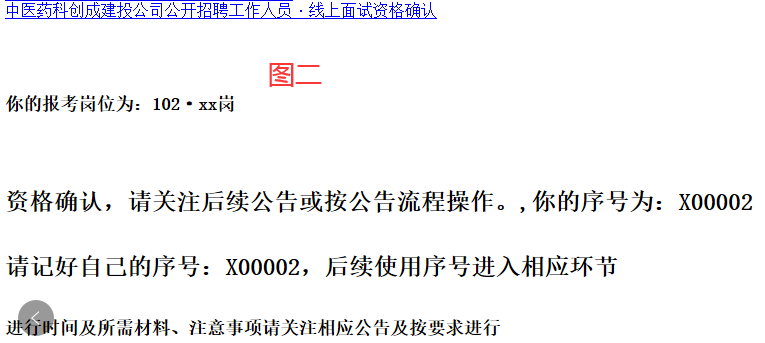 中医药科创成建投公司公开招聘工作人员·线上面试资格确认
图二
你的报考岗位为：102·xx岗
资格确认，请关注后续公告或按公告流程操作。,你的序号为：X00002
请记好自己的序号：X00002，后续使用序号进入相应环节
进行时间及所需材料、注意事项请关注相应公告及按要求进行